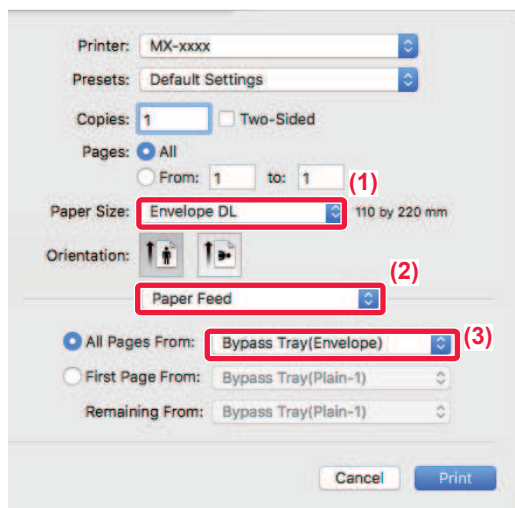 Printer: MX-xxxx
Presets: Default Settings
Copies: 1 Two-Sided
Pages: All
From: 1 to: 1 (1)
Paper Size: Envelope DL 110 by 220 mm
Orientation:
(2)
Paper Feed
All Pages From: Bypass Tray(Envelope) (3)
First Page From: Bypass Tray(Plain-1)
Remaining From: Bypass Tray(Plain-1)
Cancel Print